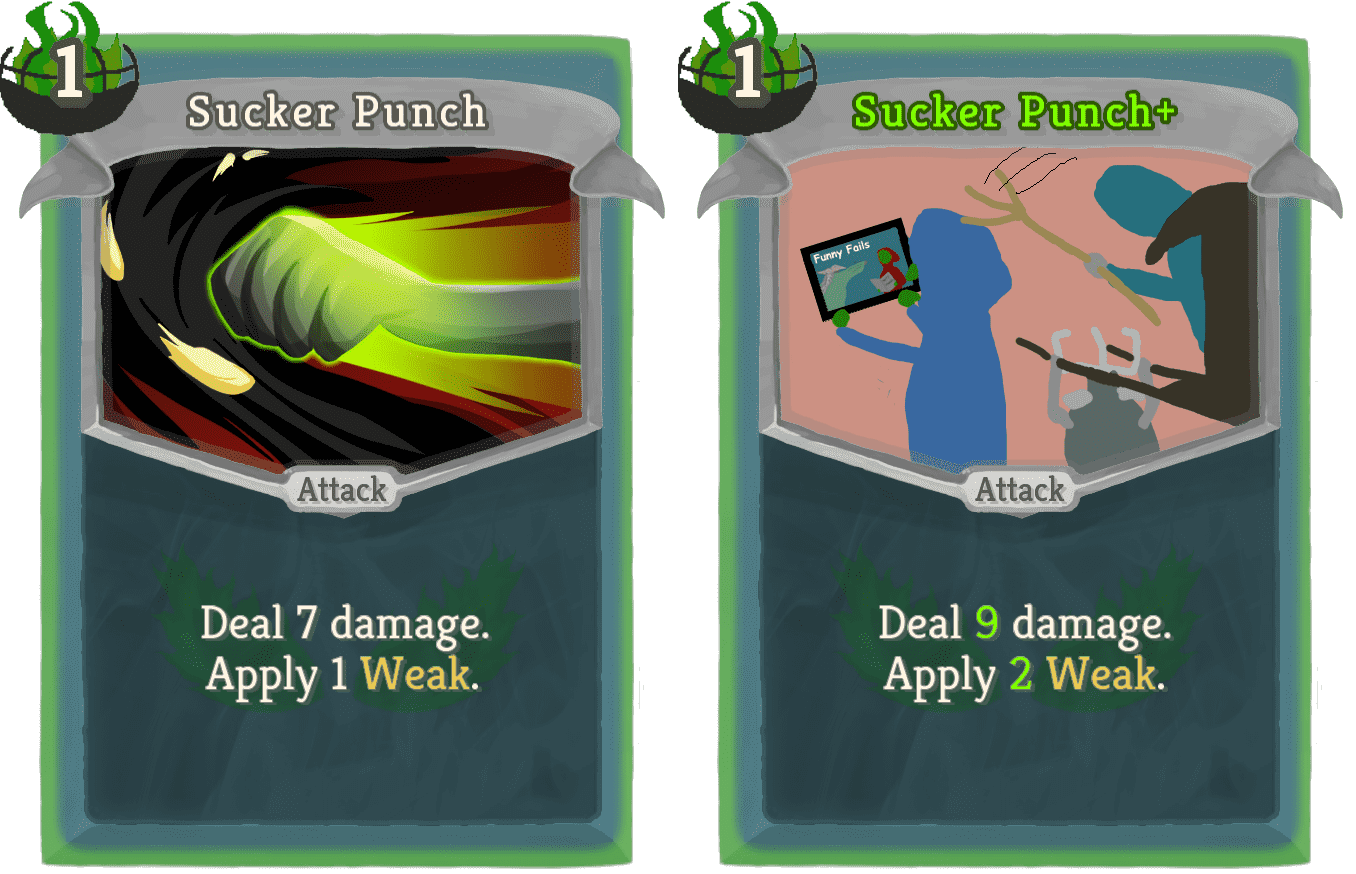 1
Sucker Punch
Attack
Deal 7 damage.
Apply 1 Weak.
1
Sucker Punch+
Funny Fails
Attack
Deal 9 damage.
Apply 2 Weak.